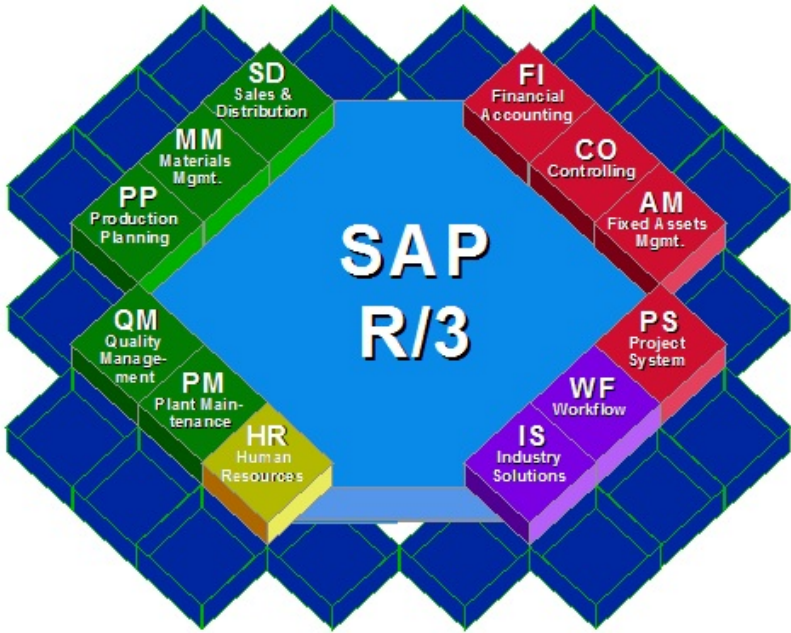 SD
Sales &
Distribution
MM
Materials
Mgmt.
PP
Production
Planning
FI
Financial
Accounting
CO
Controlling
AM
Fixed Assets
Mgmt.
SAP
R/3
QM
Quality
Manage-
ment
PM
Plant Main-
tenance
HR
Human
Resources
PS
Project
System
WF
Workflow
IS
Industry
Solutions